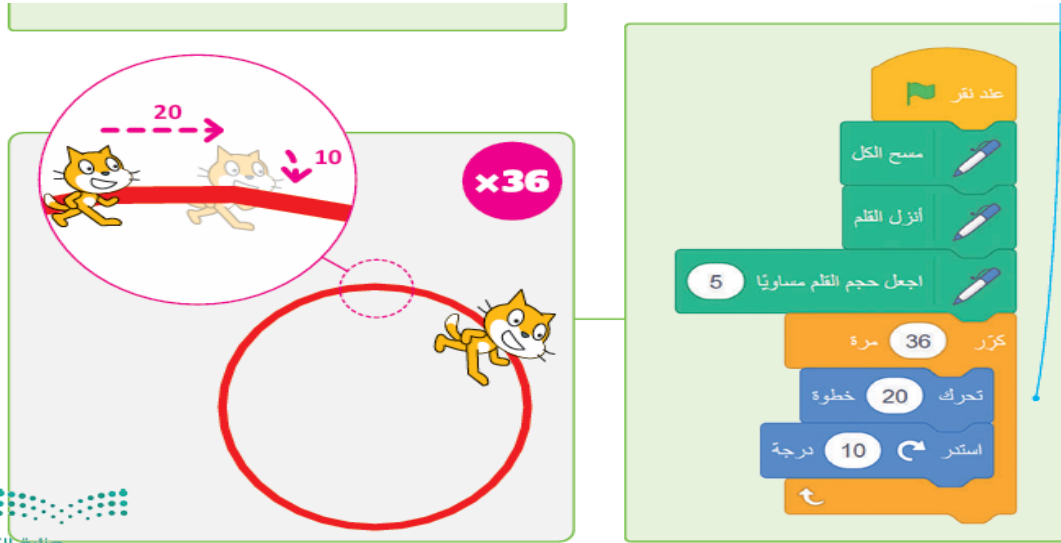 عند نقر
مسح الكل
أنزل القلم
اجعل حجم القلم مساويًا 5
كرّر 36 مرة
تحرك 20 خطوة
استدر 10 درجة
20
10
×36